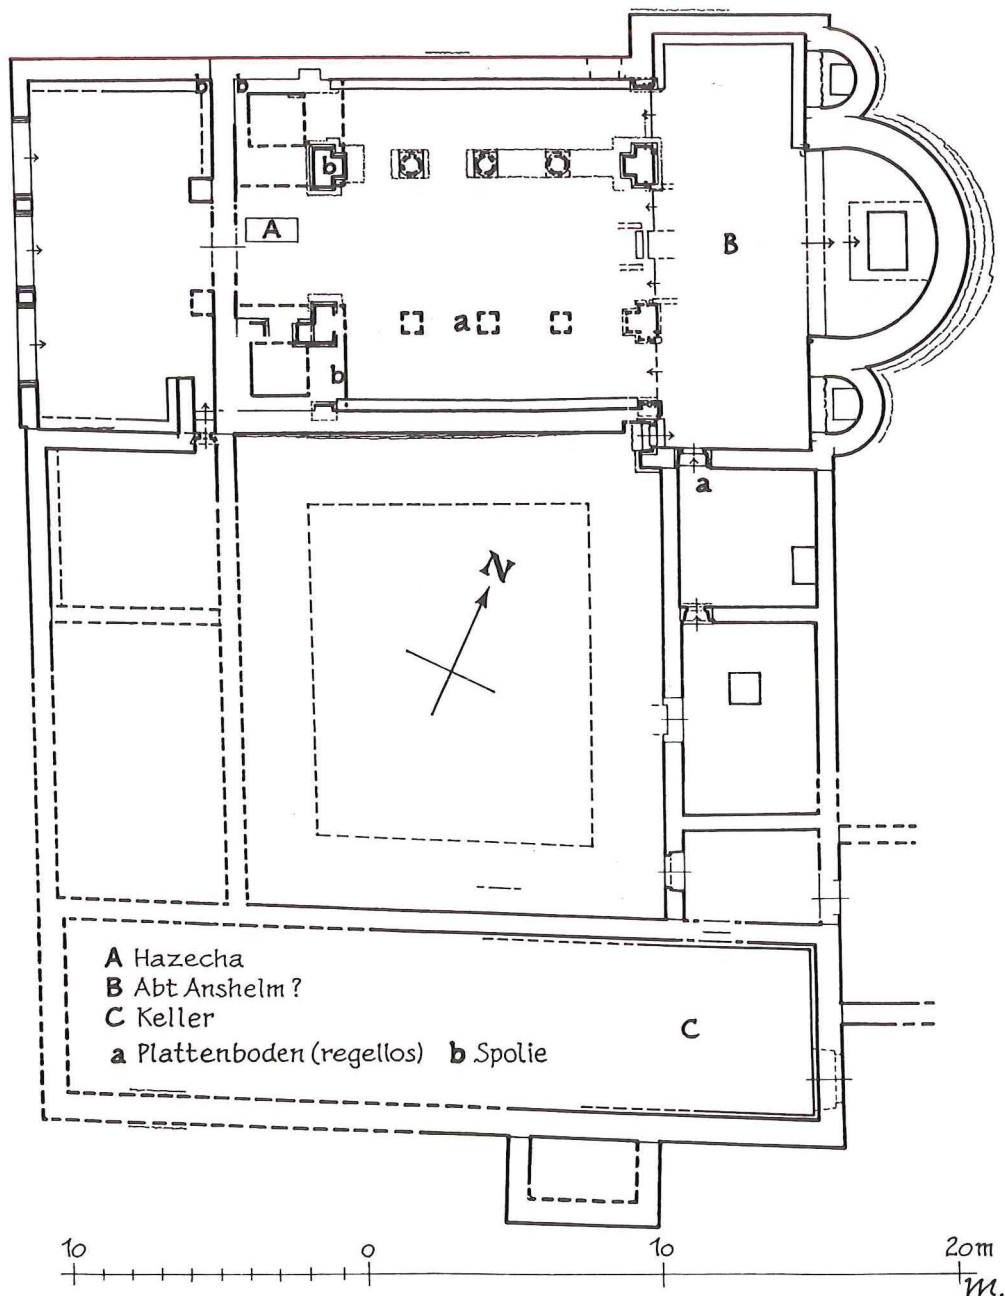 b b
b
A
B
a
b
a
N
A Hazecha
B Abt Anshelm ?
C Keller
a Plattenboden (regellos) b Spolie
C
10 0 10 20m
m.